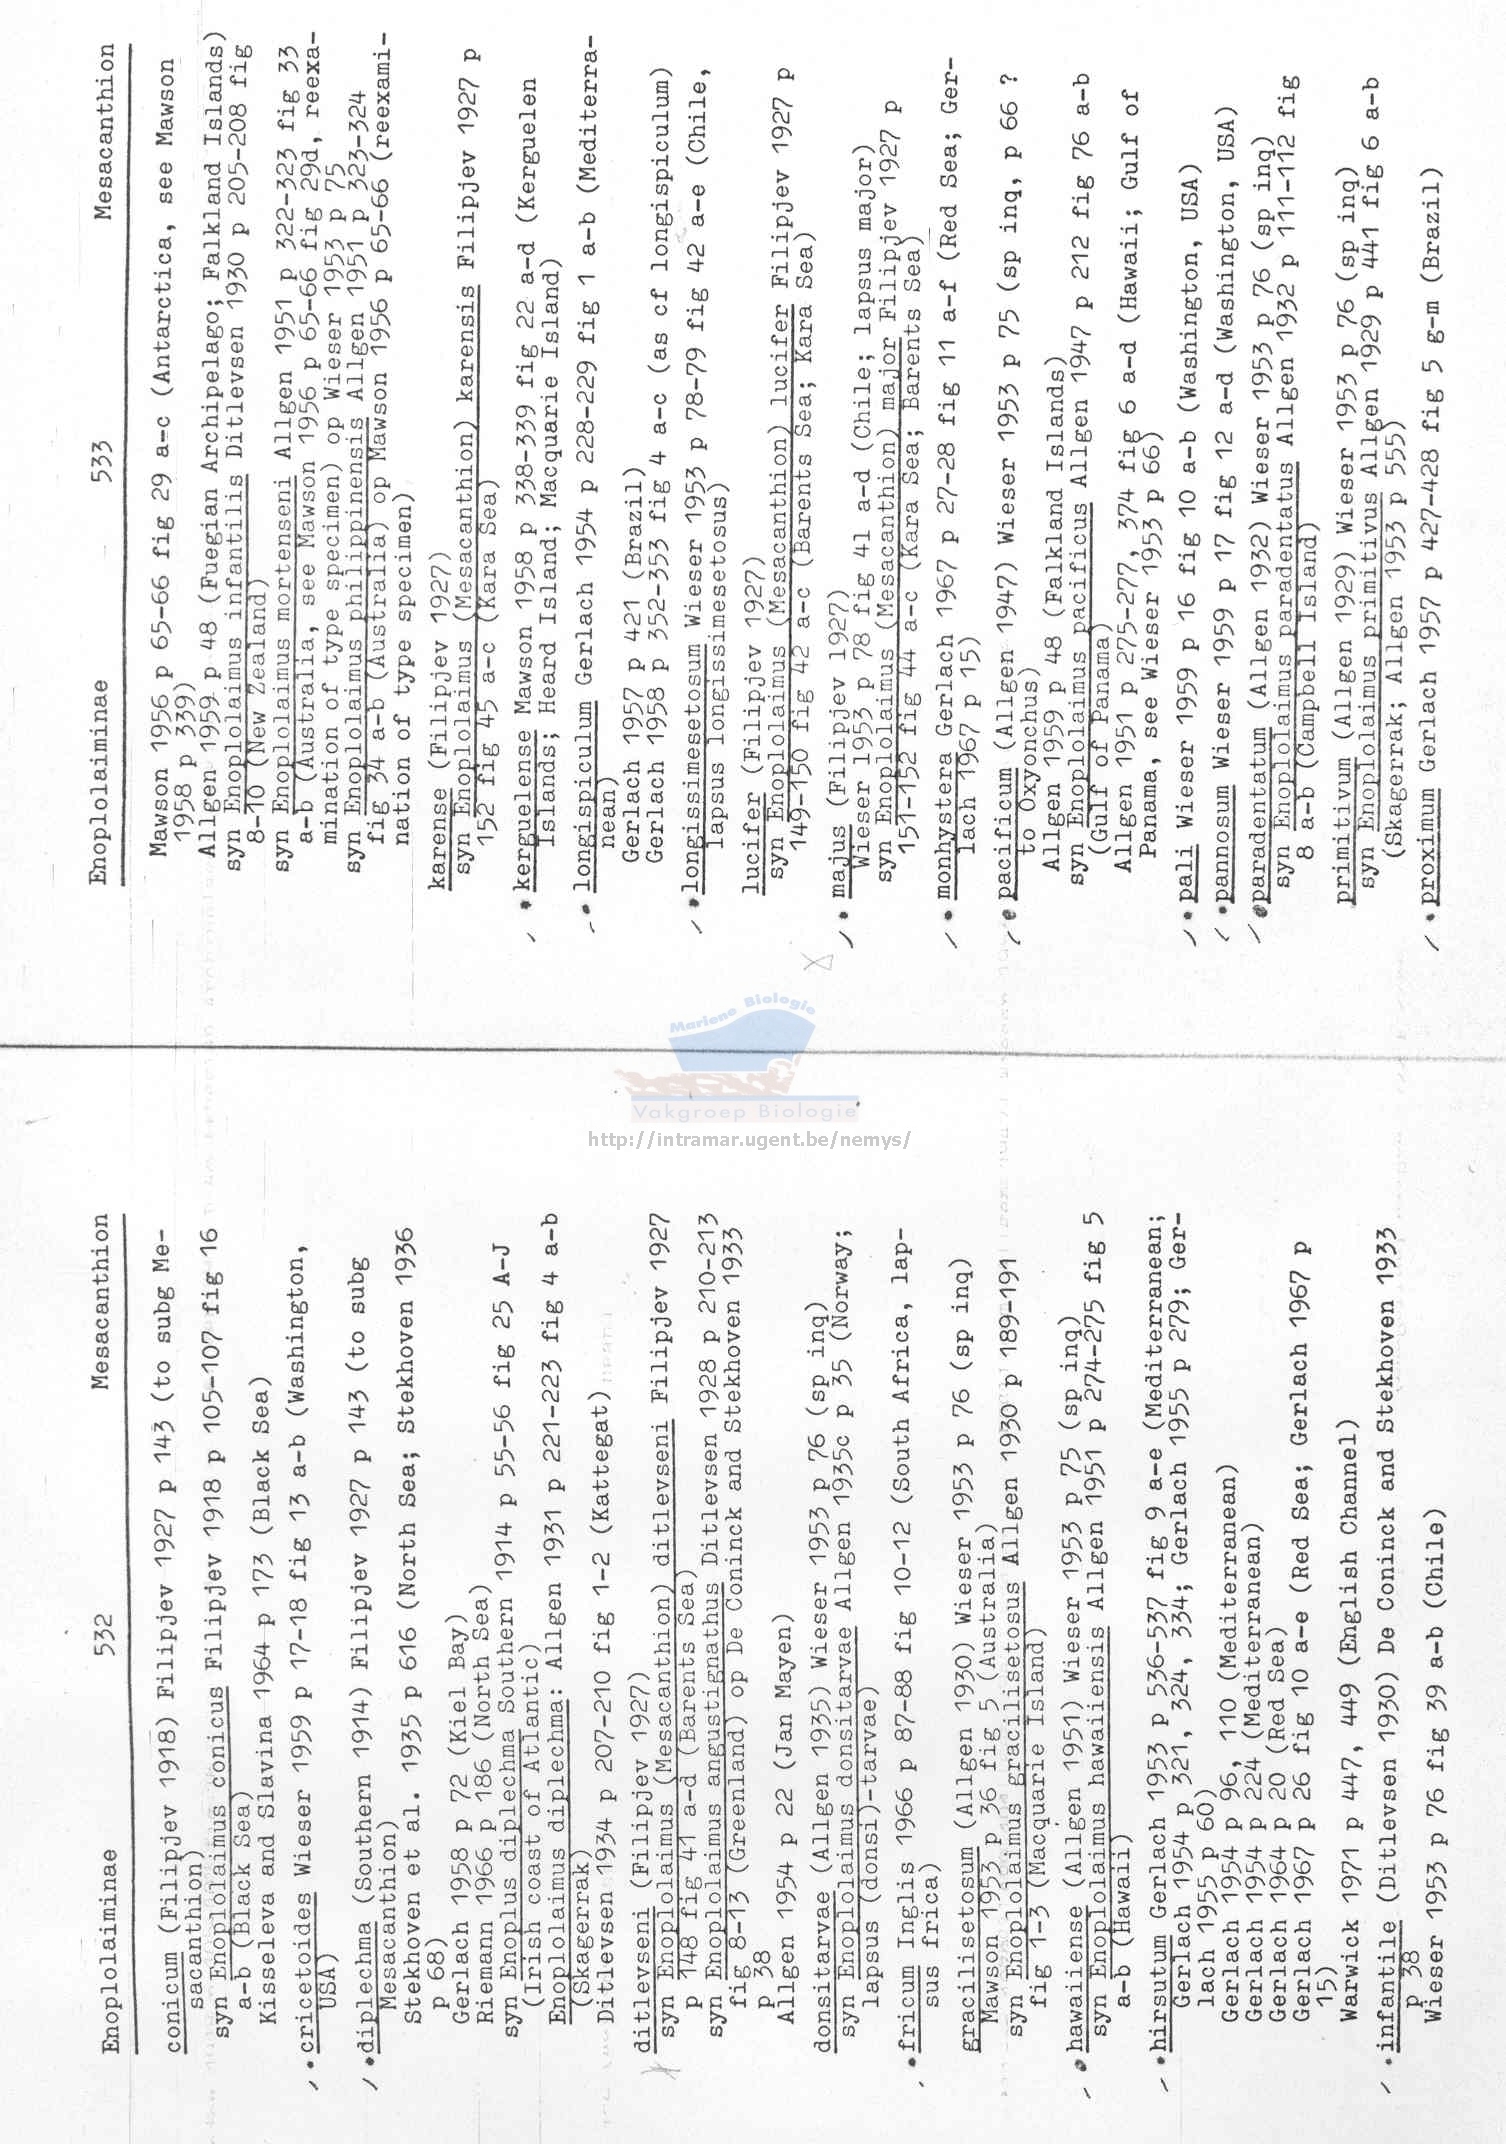 Enoplolaiminae 532 Mesacanthion
conicum (Filipjev 1918) Filipjev 1927 p 143 (to subg Me-
sacanthion)
syn Enoplolaimus conicus Filipjev 1918 p 105-107 fig 16
a-b (Black Sea)
Kisseleva and Slavina 1964 p 173 (Black Sea)
cricetoides Wieser 1959 p 17-18 fig 13 a-b (Washington,
USA)
diplechma (Southern 1914) Filipjev 1927 p 143 (to subg
Mesacanthion)
Stekhoven et al. 1935 p 616 (North Sea; Stekhoven 1936
p 68)
Gerlach 1958 p 72 (Kiel Bay)
Riemann 1966 p 186 (North Sea)
syn Enoplus diplechma Southern 1914 p 55-56 fig 25 A-J
(Irish coast of Atlantic)
Enoplolaimus diplechma: Allgen 1931 p 221-223 fig 4 a-b
(Skagerrak)
Ditlevsen 1934 p 207-210 fig 1-2 (Kattegat)
ditlevseni (Filipjev 1927)
syn Enoplolaimus (Mesacanthion) ditlevseni Filipjev 1927
p 148 fig 41 a-d (Barents Sea)
syn Enoplolaimus angustignathus Ditlevsen 1928 p 210-213
fig 8-13 (Greenland) op De Coninck and Stekhoven 1933
p 38
Allgen 1954 p 22 (Jan Mayen)
donsitarvae (Allgen 1935) Wieser 1953 p 76 (sp inq)
syn Enoplolaimus donsitarvae Allgen 1935c p 35 (Norway;
lapsus (donsi)-tarvae)
fricum Inglis 1966 p 87-88 fig 10-12 (South Africa, lap-
sus frica)
gracilisetosum (Allgen 1930) Wieser 1953 p 76 (sp inq)
Mawson 1953 p 36 fig 5 (Australia)
syn Enoplolaimus gracilisetosus Allgen 1930 p 189-191
fig 1-3 (Macquarie Island)
hawaiiense (Allgen 1951) Wieser 1953 p 75 (sp inq)
syn Enoplolaimus hawaiiensis Allgen 1951 p 274-275 fig 5
a-b (Hawaii)
hirsutum Gerlach 1953 p 536-537 fig 9 a-e (Mediterranean;
Gerlach 1954 p 321, 324, 334; Gerlach 1955 p 279; Ger-
lach 1955 p 60)
Gerlach 1954 p 96, 110 (Mediterranean)
Gerlach 1954 p 224 (Mediterranean)
Gerlach 1964 p 20 (Red Sea)
Gerlach 1967 p 26 fig 10 a-e (Red Sea; Gerlach 1967 p
15)
Warwick 1971 p 447, 449 (English Channel)
infantile (Ditlevsen 1930) De Coninck and Stekhoven 1933
p 38
Wieser 1953 p 76 fig 39 a-b (Chile)
Enoplolaiminae 533 Mesacanthion
Mawson 1956 p 65-66 fig 29 a-c (Antarctica, see Mawson
1958 p 339)
Allgen 1959 p 48 (Fuegian Archipelago; Falkland Islands)
syn Enoplolaimus infantilis Ditlevsen 1930 p 205-208 fig
8-10 (New Zealand)
syn Enoplolaimus mortenseni Allgen 1951 p 322-323 fig 33
a-b (Australia, see Mawson 1956 p 65-66 fig 29d, reexa-
mination of type specimen) op Wieser 1953 p 75
syn Enoplolaimus philippinensis Allgen 1951 p 323-324
fig 34 a-b (Australia) op Mawson 1956 p 65-66 (reexami-
nation of type specimen)
karense (Filipjev 1927)
syn Enoplolaimus (Mesacanthion) karensis Filipjev 1927 p
152 fig 45 a-c (Kara Sea)
kerguelense Mawson 1958 p 338-339 fig 22 a-d (Kerguelen
Islands; Heard Island; Macquarie Island)
longispiculum Gerlach 1954 p 228-229 fig 1 a-b (Mediterra-
nean)
Gerlach 1957 p 421 (Brazil)
Gerlach 1958 p 352-353 fig 4 a-c (as cf longispiculum)
longissimesetosum Wieser 1953 p 78-79 fig 42 a-e (Chile,
lapsus longissimesetosus)
lucifer (Filipjev 1927)
syn Enoplolaimus (Mesacanthion) lucifer Filipjev 1927 p
149-150 fig 42 a-c (Barents Sea; Kara Sea)
majus (Filipjev 1927)
Wieser 1953 p 78 fig 41 a-d (Chile; lapsus major)
syn Enoplolaimus (Mesacanthion) major Filipjev 1927 p
151-152 fig 44 a-c (Kara Sea; Barents Sea)
monhystera Gerlach 1967 p 27-28 fig 11 a-f (Red Sea; Ger-
lach 1967 p 15)
pacificum (Allgen 1947) Wieser 1953 p 75 (sp inq, p 66 ?
to Oxyonchus)
Allgen 1959 p 48 (Falkland Islands)
syn Enoplolaimus pacificus Allgen 1947 p 212 fig 76 a-b
(Gulf of Panama)
Allgen 1951 p 275-277, 374 fig 6 a-d (Hawaii; Gulf of
Panama, see Wieser 1953 p 66)
pali Wieser 1959 p 16 fig 10 a-b (Washington, USA)
pannosum Wieser 1959 p 17 fig 12 a-d (Washington, USA)
paradentatum (Allgen 1932) Wieser 1953 p 76 (sp inq)
syn Enoplolaimus paradentatus Allgen 1932 p 111-112 fig
8 a-b (Campbell Island)
primitivum (Allgen 1929) Wieser 1953 p 76 (sp inq)
syn Enoplolaimus primitivus Allgen 1929 p 441 fig 6 a-b
(Skagerrak; Allgen 1953 p 555)
proximum Gerlach 1957 p 427-428 fig 5 g-m (Brazil)
Mariene Biologie
Vakgroep Biologie
http://intramar.ugent.be/nemys/